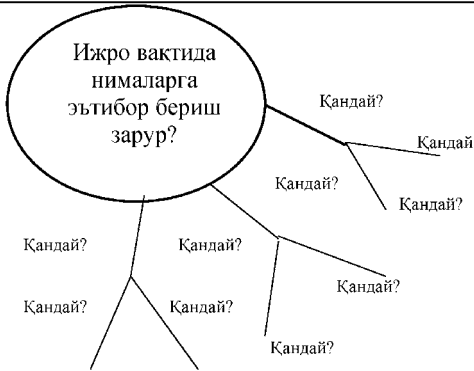 Ижро вақтида
нималарга
эътибор бериш
зарур?
Қандай?
Қандай
Қандай?
Қандай?
Қандай?
Қандай?
Қандай?
Қандай?
Қандай?
Қандай?